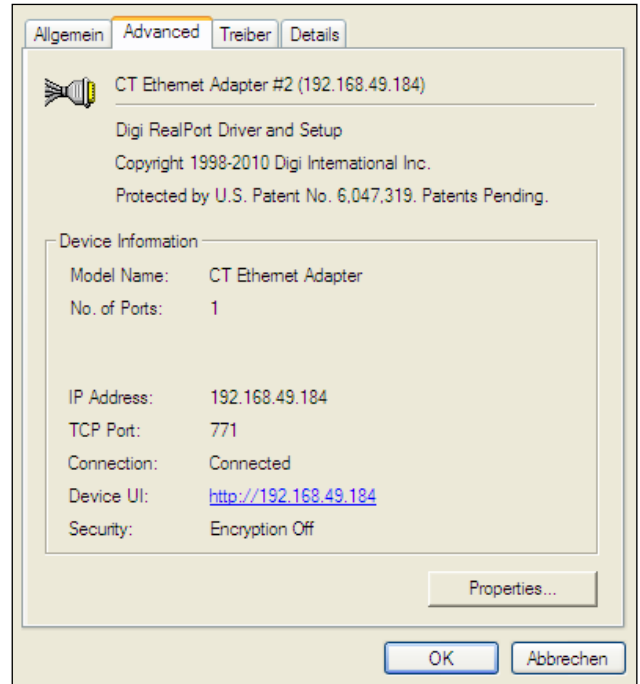 Allgemein Advanced Treiber Details
CT Ethernet Adapter #2 (192.168.49.184)
Digi RealPort Driver and Setup
Copyright 1998-2010 Digi International Inc.
Protected by U.S. Patent No. 6,047,319. Patents Pending.
Device Information
Model Name: CT Ethernet Adapter
No. of Ports: 1
IP Address: 192.168.49.184
TCP Port: 771
Connection: Connected
Device UI: http://192.168.49.184
Security: Encryption Off
Properties...
OK Abbrechen